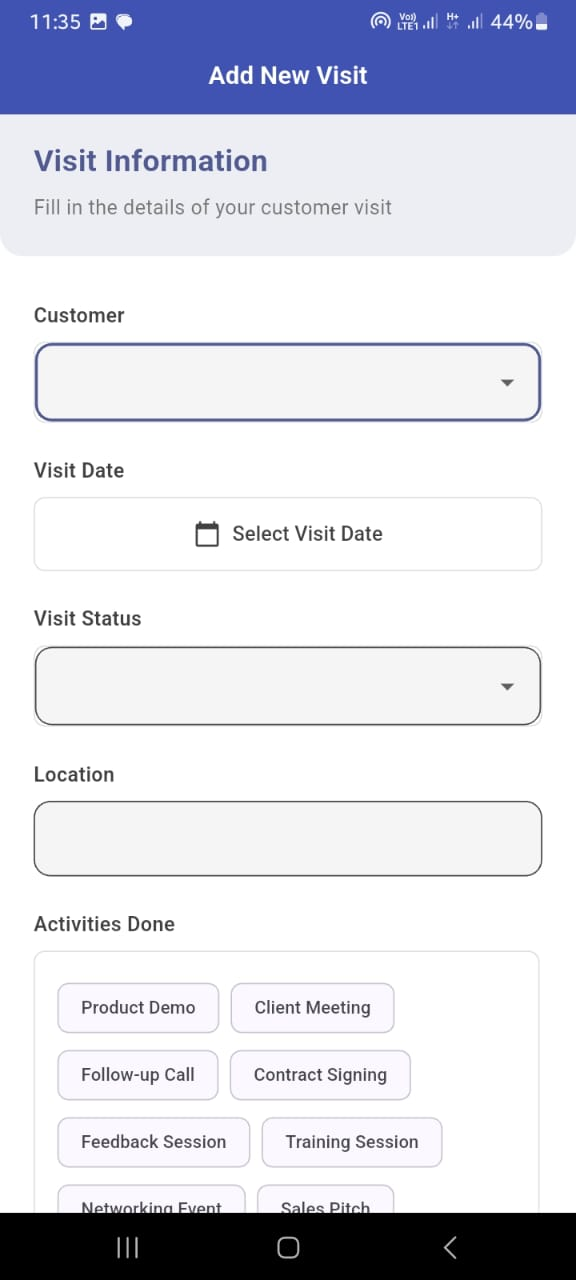 11:35
Vo)) LTE1 H+ 44%
Add New Visit
Visit Information
Fill in the details of your customer visit
Customer
Visit Date
Select Visit Date
Visit Status
Location
Activities Done
Product Demo Client Meeting
Follow-up Call Contract Signing
Feedback Session Training Session
Networking Event Sales Pitch